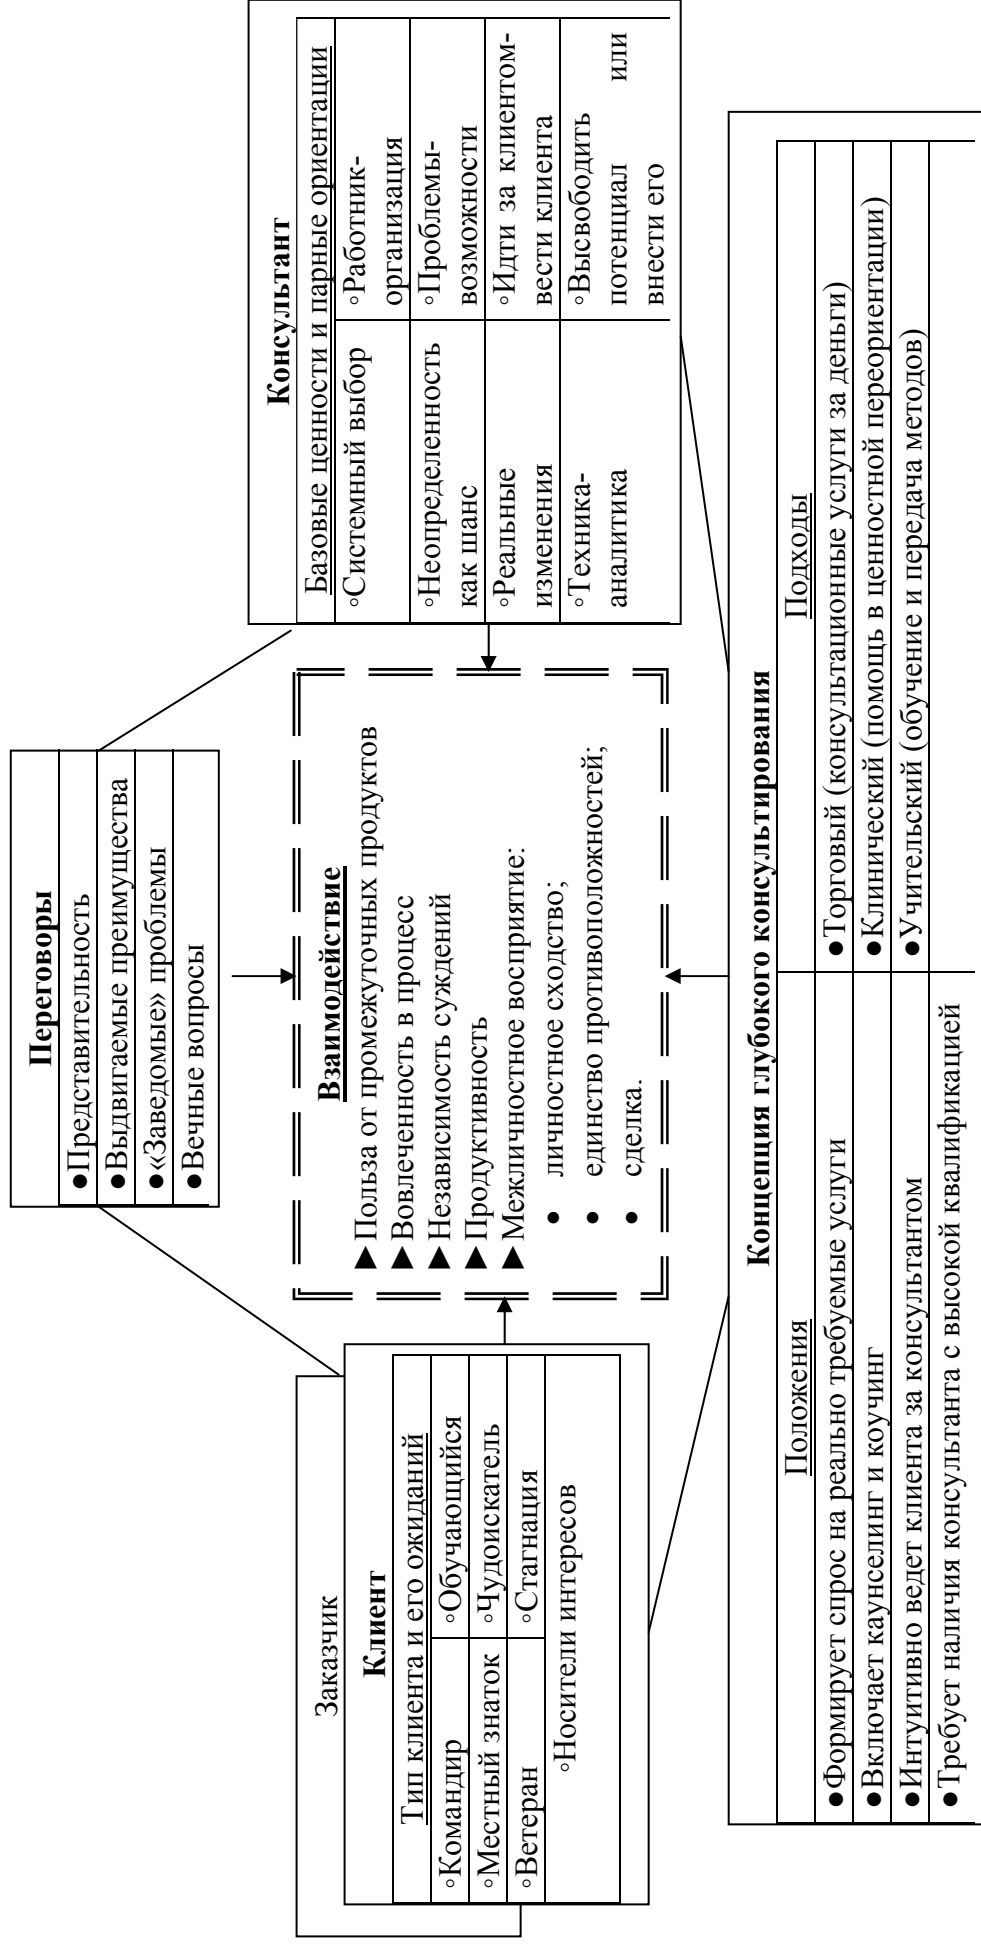 Переговоры
●Представительность
●Выдвигаемые преимущества
●«Заведомые» проблемы
●Вечные вопросы
Заказчик
Клиент
Тип клиента и его ожиданий
◦Командир
◦Обучающийся
◦Местный знаток
◦Чудоискатель
◦Ветеран
◦Стагнация
◦Носители интересов
Взаимодействие
►Польза от промежуточных продуктов
►Вовлеченность в процесс
►Независимость суждений
►Продуктивность
►Межличностное восприятие:
• личностное сходство;
• единство противоположностей;
• сделка.
Консультант
Базовые ценности и парные ориентации
◦Системный выбор
◦Работник-
организация
◦Неопределенность
как шанс
◦Проблемы-
возможности
◦Реальные
изменения
◦Идти за клиентом-
вести клиента
◦Техника-
аналитика
◦Высвободить
потенциал или
внести его
Концепция глубокого консультирования
Положения
Подходы
●Формирует спрос на реально требуемые услуги
●Торговый (консультационные услуги за деньги)
●Включает каунселинг и коучинг
●Клинический (помощь в ценностной переориентации)
●Интуитивно ведет клиента за консультантом
●Учительский (обучение и передача методов)
●Требует наличия консультанта с высокой квалификацией